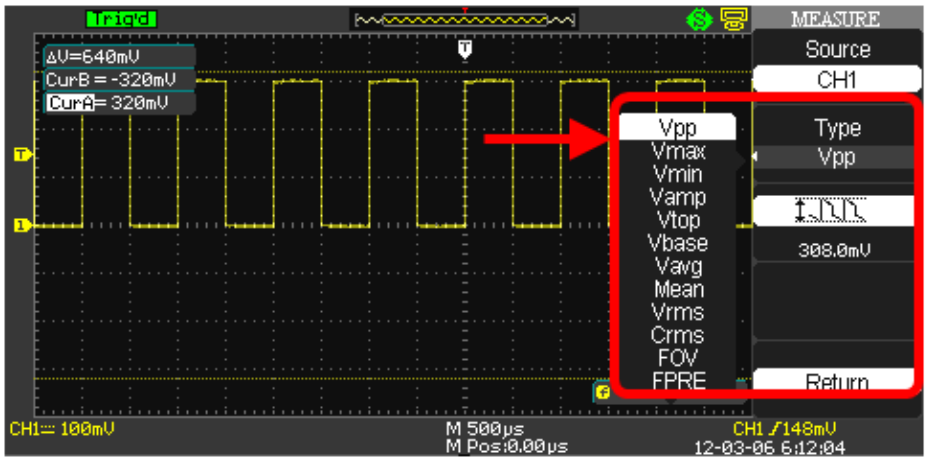 Trig'd
MEASURE
ΔV=640mV
CurB=-320mV
CurA=320mV
T
Source
CH1
Type
Vpp
308.0mV
Return
Vpp
Vmax
Vmin
Vamp
Vtop
Vbase
Vavg
Mean
Vrms
Crms
FOV
FPRE
T
1
f
CH1 100mV
M 500µs
M Pos:0.00µs
CH1 148mV
12-03-06 6:12:04